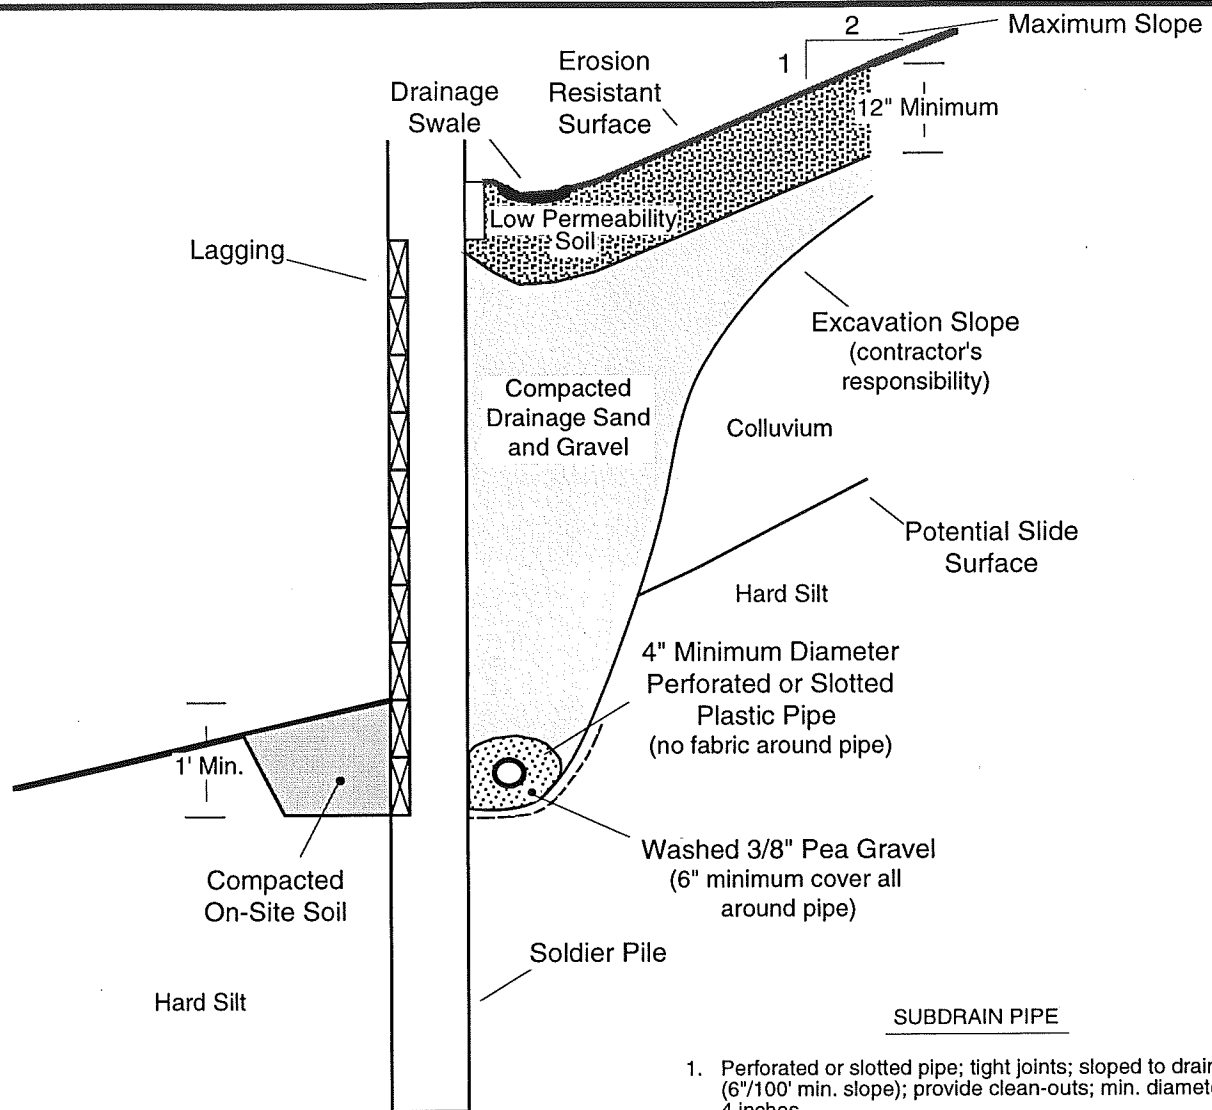 2
Maximum Slope
1
Erosion
Resistant
Surface
Drainage
Swale
12" Minimum
Low Permeability
Soil
Lagging
Excavation Slope
(contractor's
responsibility)
Compacted
Drainage Sand
and Gravel
Colluvium
Potential Slide
Surface
Hard Silt
4" Minimum Diameter
Perforated or Slotted
Plastic Pipe
(no fabric around pipe)
1' Min.
Washed 3/8" Pea Gravel
(6" minimum cover all
around pipe)
Compacted
On-Site Soil
Soldier Pile
Hard Silt
SUBDRAIN PIPE
1. Perforated or slotted pipe; tight joints; sloped to drain
(6"/100' min. slope); provide clean-outs; min. diamete
4 inches